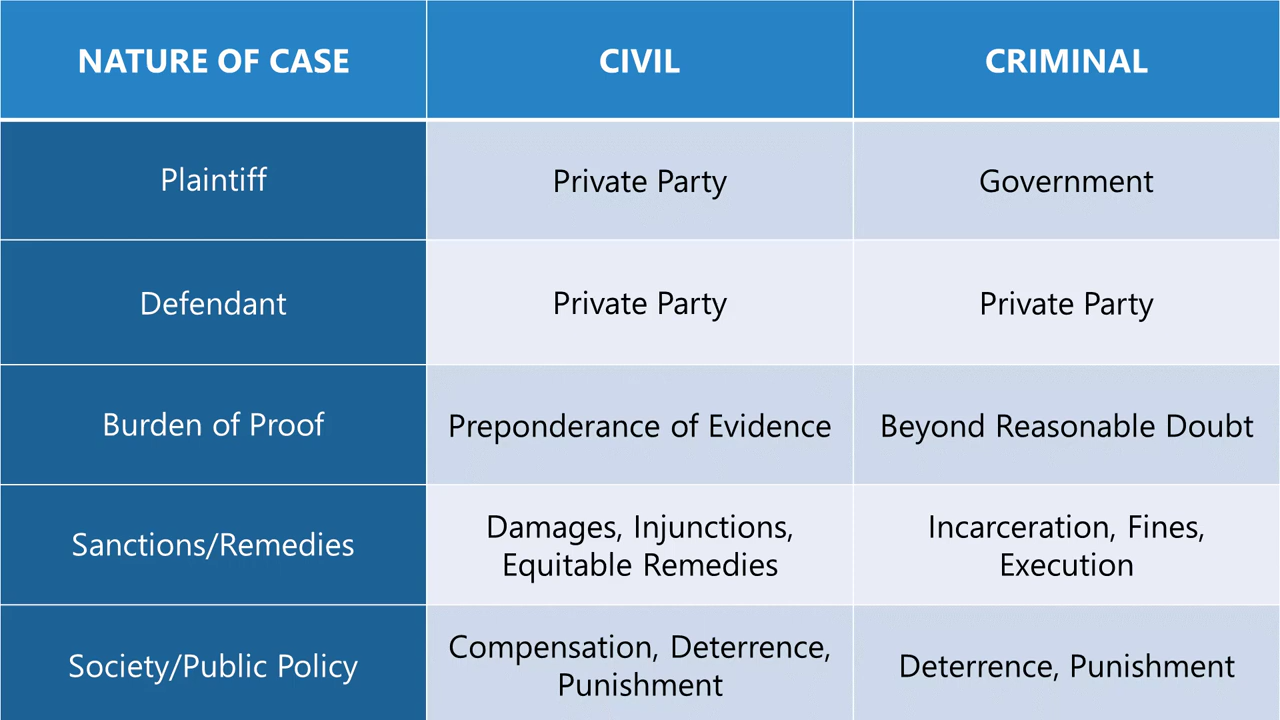 NATURE OF CASE
CIVIL
CRIMINAL
Plaintiff
Private Party
Government
Defendant
Private Party
Private Party
Burden of Proof
Preponderance of Evidence
Beyond Reasonable Doubt
Sanctions/Remedies
Damages, Injunctions,
Equitable Remedies
Incarceration, Fines,
Execution
Society/Public Policy
Compensation, Deterrence,
Punishment
Deterrence, Punishment